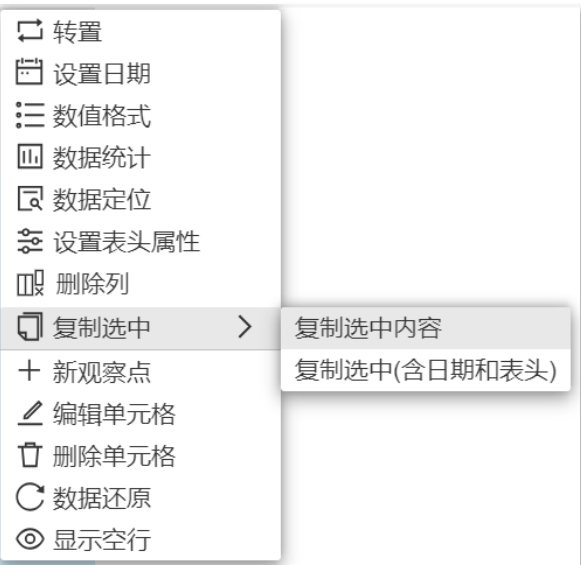 转置
设置日期
数值格式
数据统计
数据定位
设置表头属性
删除列
复制选中
复制选中内容
复制选中(含日期和表头)
新观察点
编辑单元格
删除单元格
数据还原
显示空行